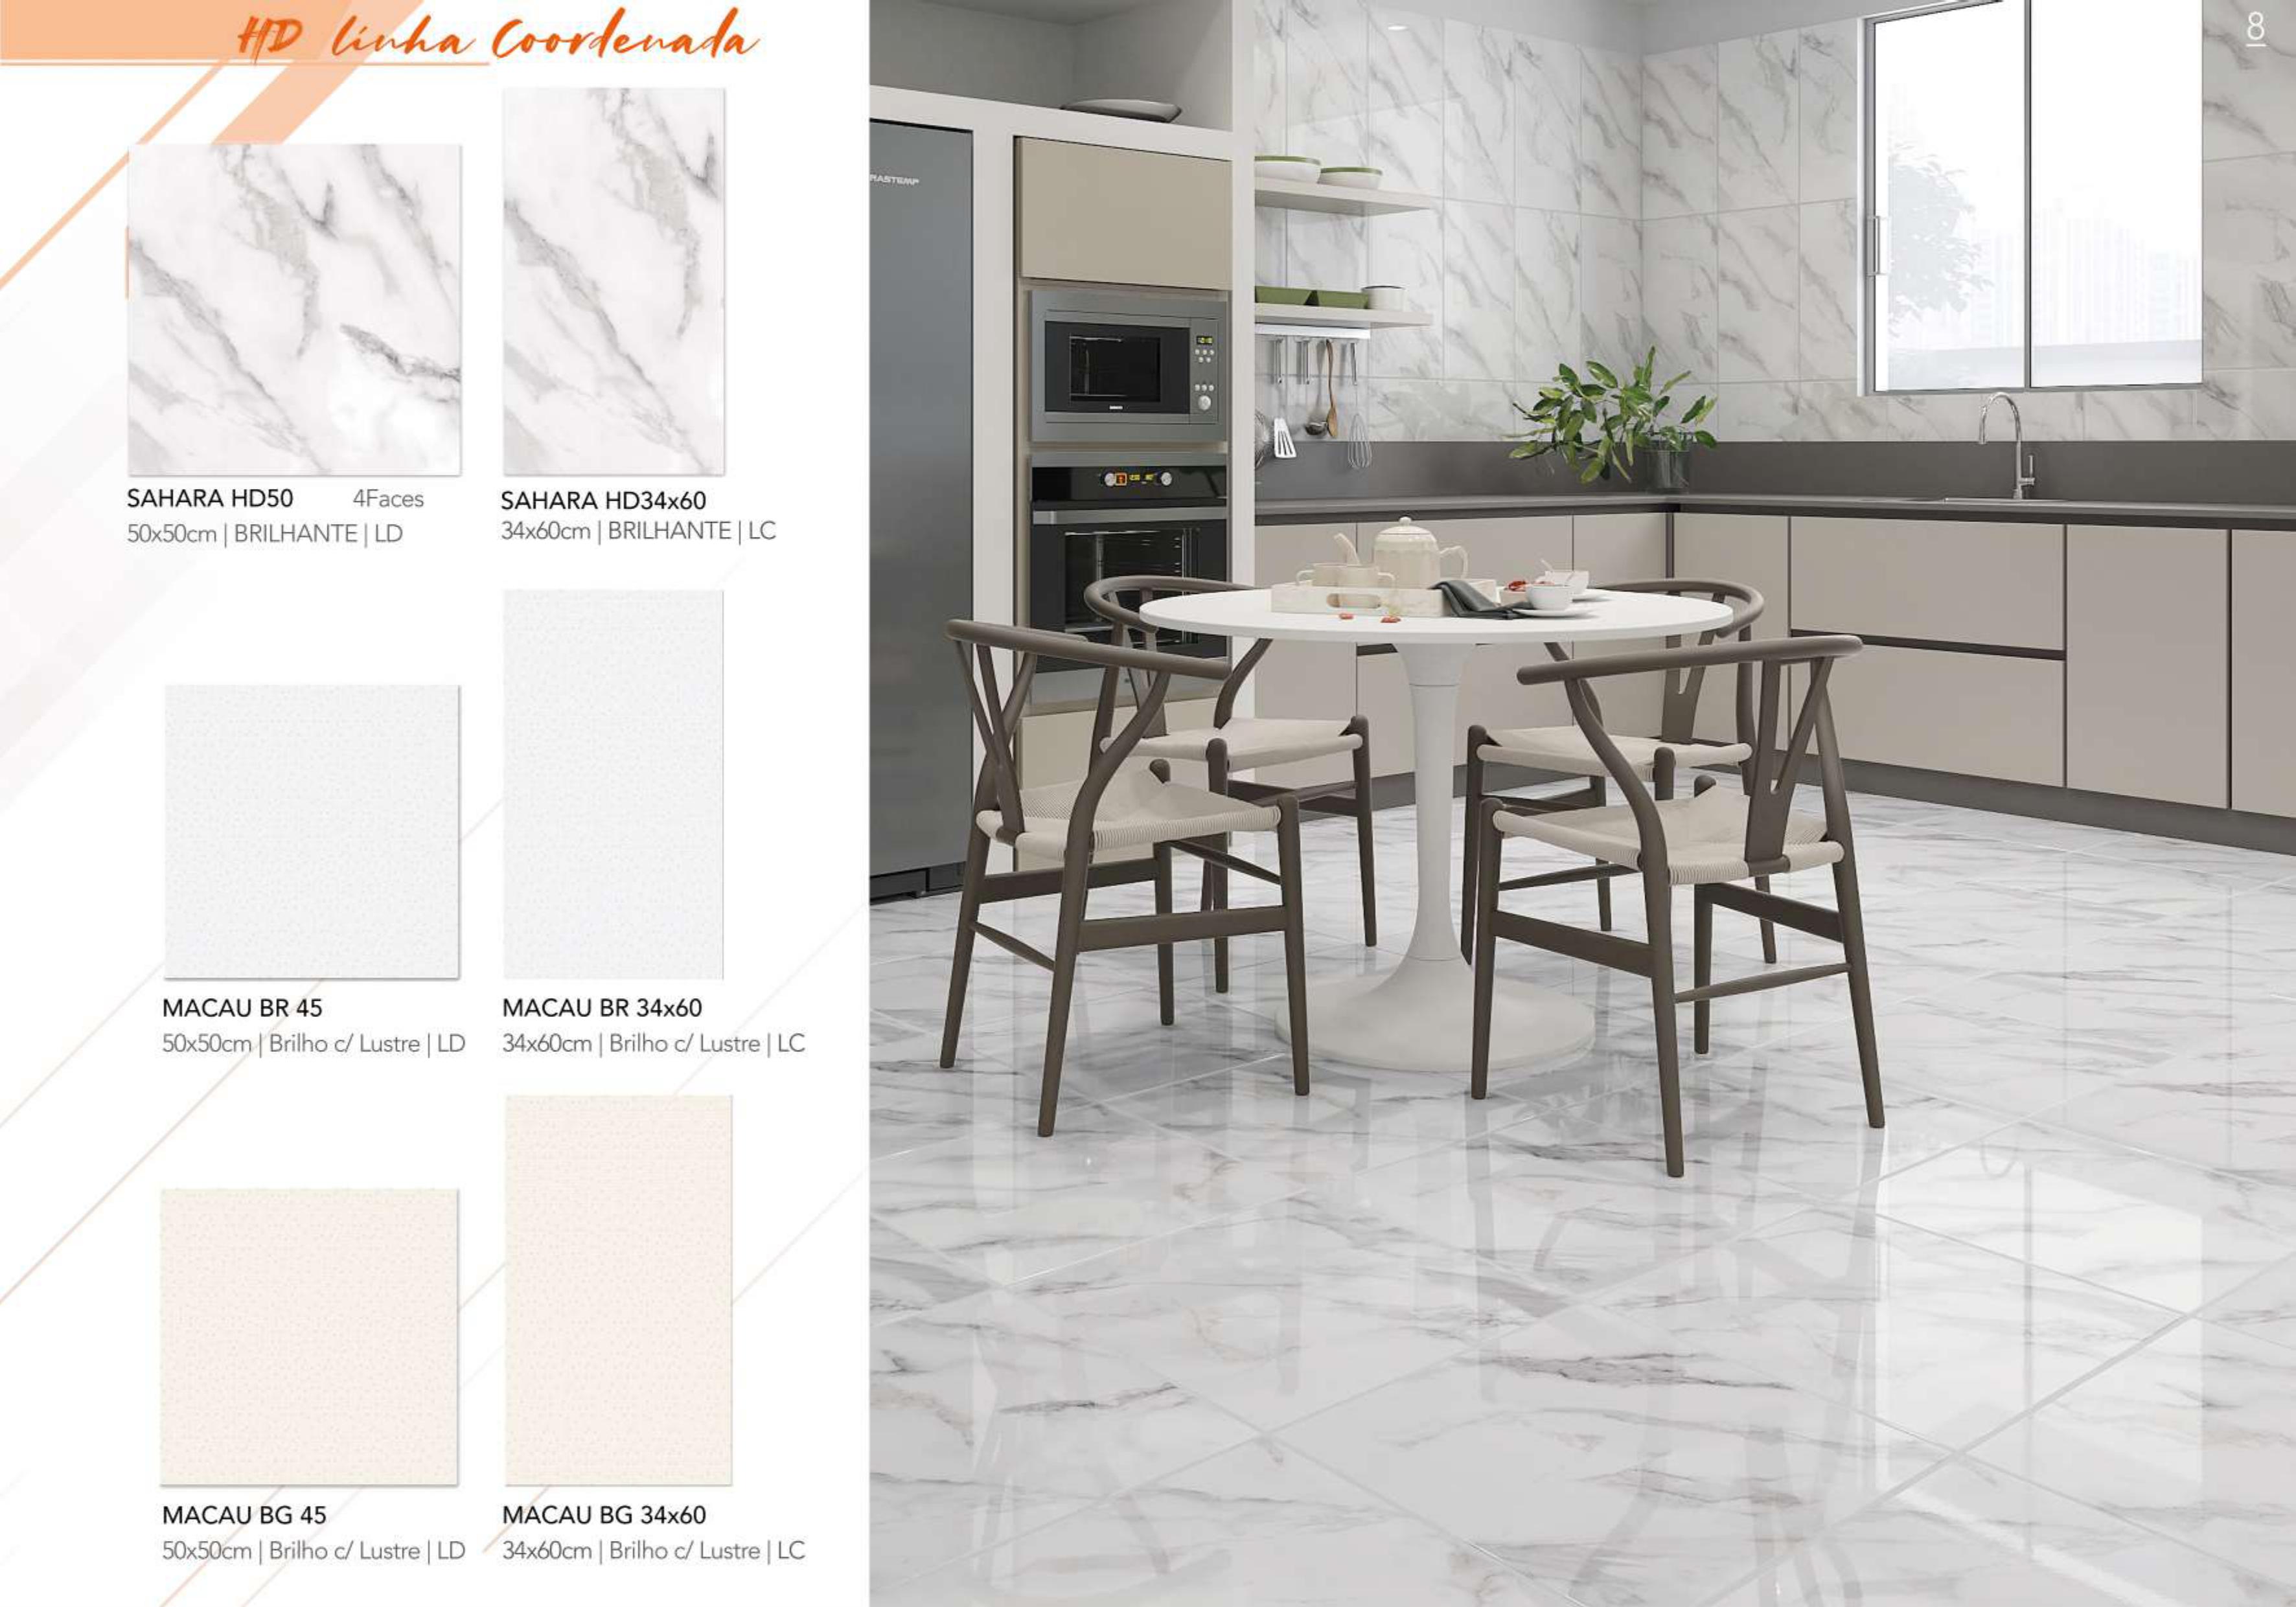 HD linha Coordenada
8
SAHARA HD50 4Faces
50x50cm | BRILHANTE | LD
SAHARA HD34x60
34x60cm | BRILHANTE | LC
MACAU BR 45
50x50cm | Brilho c/ Lustre | LD
MACAU BR 34x60
34x60cm | Brilho c/ Lustre | LC
MACAU BG 45
50x50cm | Brilho c/ Lustre | LD
MACAU BG 34x60
34x60cm | Brilho c/ Lustre | LC
RASTEMP